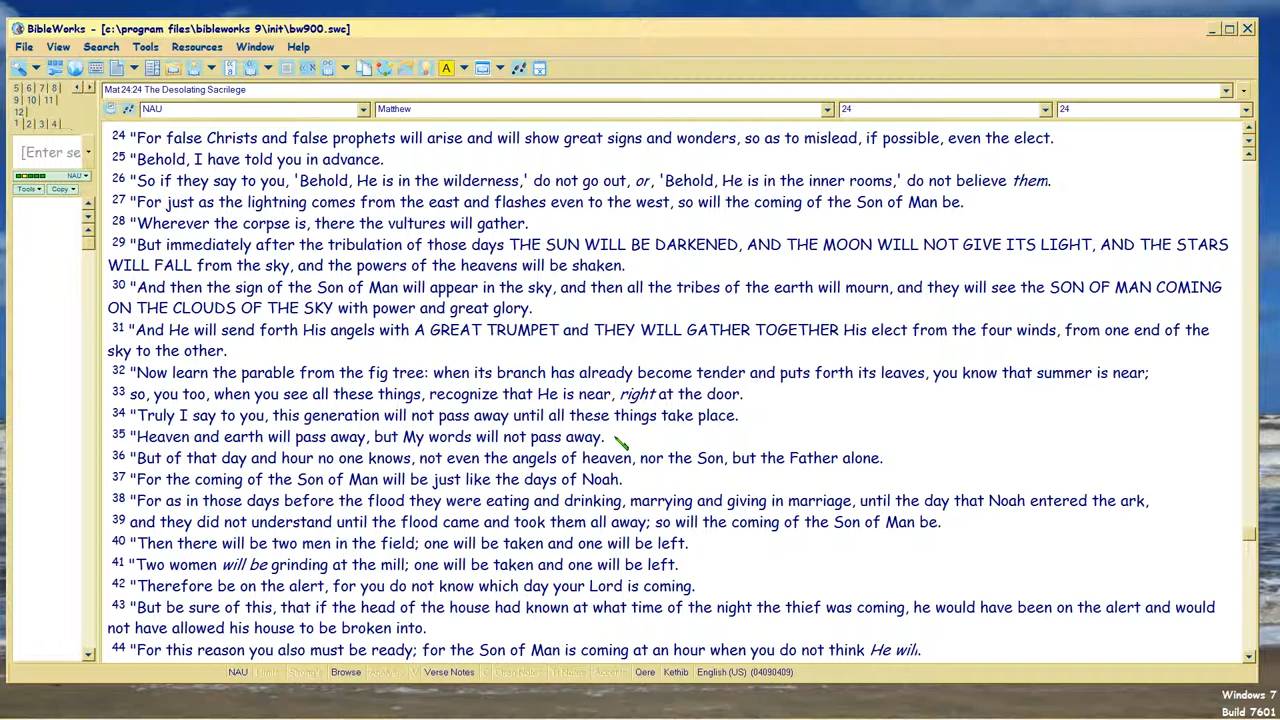 BibleWorks - [c:\program files\bibleworks 9\init\bw900.swc]
File View Search Tools Resources Window Help
A
5 | 6 | 7 | 8 |
9 | 10 | 11 |
12
1 | 2 | 3 | 4 |
Mat 24:24 The Desolating Sacrilege
NAU Matthew 24 24
[Enter se
NAU
Tools Copy
24 "For false Christs and false prophets will arise and will show great signs and wonders, so as to mislead, if possible, even the elect.
25 "Behold, I have told you in advance.
26 "So if they say to you, 'Behold, He is in the wilderness,' do not go out, or, 'Behold, He is in the inner rooms,' do not believe them.
27 "For just as the lightning comes from the east and flashes even to the west, so will the coming of the Son of Man be.
28 "Wherever the corpse is, there the vultures will gather.
29 "But immediately after the tribulation of those days THE SUN WILL BE DARKENED, AND THE MOON WILL NOT GIVE ITS LIGHT, AND THE STARS
WILL FALL from the sky, and the powers of the heavens will be shaken.
30 "And then the sign of the Son of Man will appear in the sky, and then all the tribes of the earth will mourn, and they will see the SON OF MAN COMING
ON THE CLOUDS OF THE SKY with power and great glory.
31 "And He will send forth His angels with A GREAT TRUMPET and THEY WILL GATHER TOGETHER His elect from the four winds, from one end of the
sky to the other.
32 "Now learn the parable from the fig tree: when its branch has already become tender and puts forth its leaves, you know that summer is near;
33 so, you too, when you see all these things, recognize that He is near, right at the door.
34 "Truly I say to you, this generation will not pass away until all these things take place.
35 "Heaven and earth will pass away, but My words will not pass away.
36 "But of that day and hour no one knows, not even the angels of heaven, nor the Son, but the Father alone.
37 "For the coming of the Son of Man will be just like the days of Noah.
38 "For as in those days before the flood they were eating and drinking, marrying and giving in marriage, until the day that Noah entered the ark,
39 and they did not understand until the flood came and took them all away; so will the coming of the Son of Man be.
40 "Then there will be two men in the field; one will be taken and one will be left.
41 "Two women will be grinding at the mill; one will be taken and one will be left.
42 "Therefore be on the alert, for you do not know which day your Lord is coming.
43 "But be sure of this, that if the head of the house had known at what time of the night the thief was coming, he would have been on the alert and would
not have allowed his house to be broken into.
44 "For this reason you also must be ready; for the Son of Man is coming at an hour when you do not think He will.
NAU Browse Verse Notes Qere Kethib English (US) (04090409)
Windows 7
Build 7601